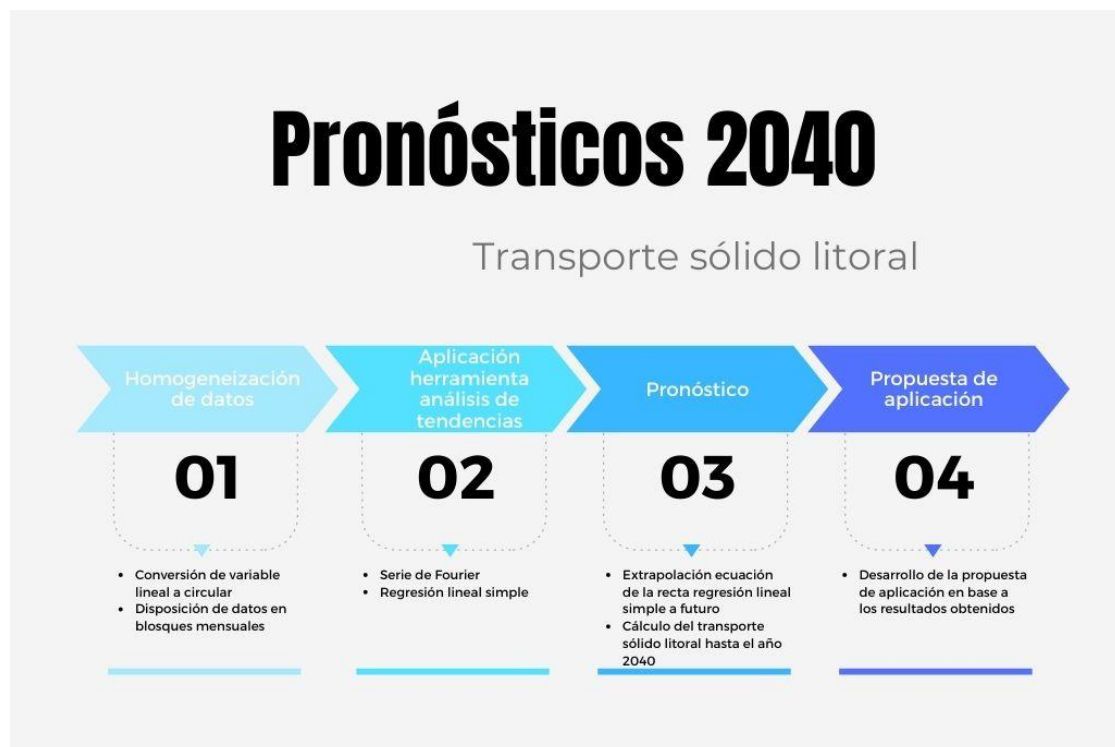 Pronósticos 2040
Transporte sólido litoral
Homogeneización
de datos
Aplicación
herramienta
análisis de
tendencias
Pronóstico
Propuesta de
aplicación
01
02
03
04
• Conversión de variable
lineal a circular
• Disposición de datos en
blosques mensuales
• Serie de Fourier
• Regresión lineal simple
• Extrapolación ecuación
de la recta regresión lineal
simple a futuro
• Cálculo del transporte
sólido litoral hasta el año
2040
• Desarrollo de la propuesta
de aplicación en base a
los resultados obtenidos